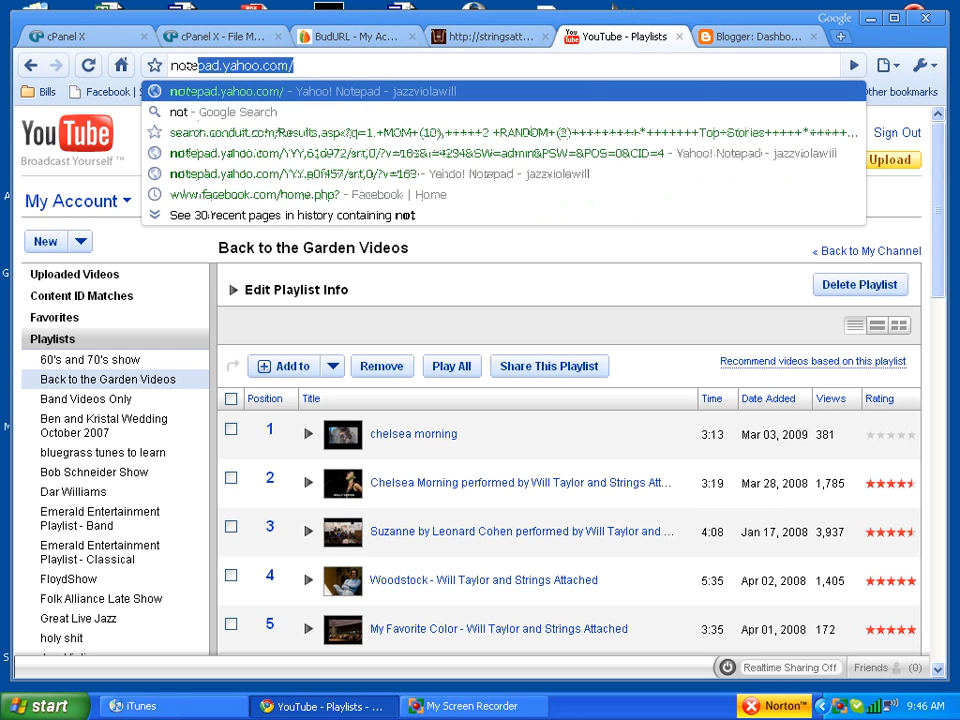 Google
cPanel X
cPanel X - File M...
BudURL - My Acc...
http://stringsatt...
YouTube - Playlists
Blogger: Dashbo...
notepad.yahoo.com/
Bills
Facebook |
Other bookmarks
notepad.yahoo.com/ - Yahoo! Notepad - jazzviolawill
not - Google Search
notepad.yahoo.com/YY,
- Yahoo! Notepad - jazzviolawill
- Yahoo! Notepad - jazzviolawill
www.facebook.com/home.php? - Facebook | Home
See 30 recent pages in history containing not
YouTube
Broadcast Yourself ™
Sign Out
Upload
My Account
New
Back to the Garden Videos
« Back to My Channel
Uploaded Videos
Content ID Matches
Favorites
Playlists
60's and 70's show
Back to the Garden Videos
Band Videos Only
Ben and Kristal Wedding
October 2007
bluegrass tunes to learn
Bob Schneider Show
Dar Williams
Emerald Entertainment
Playlist - Band
Emerald Entertainment
Playlist - Classical
FloydShow
Folk Alliance Late Show
Great Live Jazz
holy shit
Edit Playlist Info
Delete Playlist
Add to
Remove
Play All
Share This Playlist
Recommend videos based on this playlist
Position Title Time Date Added Views Rating
1 chelsea morning 3:13 Mar 03, 2009 381
2 Chelsea Morning performed by Will Taylor and Strings Att... 3:19 Mar 28, 2008 1,785
3 Suzanne by Leonard Cohen performed by Will Taylor and ... 4:08 Jan 17, 2008 3,937
4 Woodstock - Will Taylor and Strings Attached 5:35 Apr 02, 2008 1,405
5 My Favorite Color - Will Taylor and Strings Attached 3:35 Apr 01, 2008 172
Realtime Sharing Off
Friends (0)
start
iTunes
YouTube - Playlists - ...
My Screen Recorder
Norton™
9:46 AM